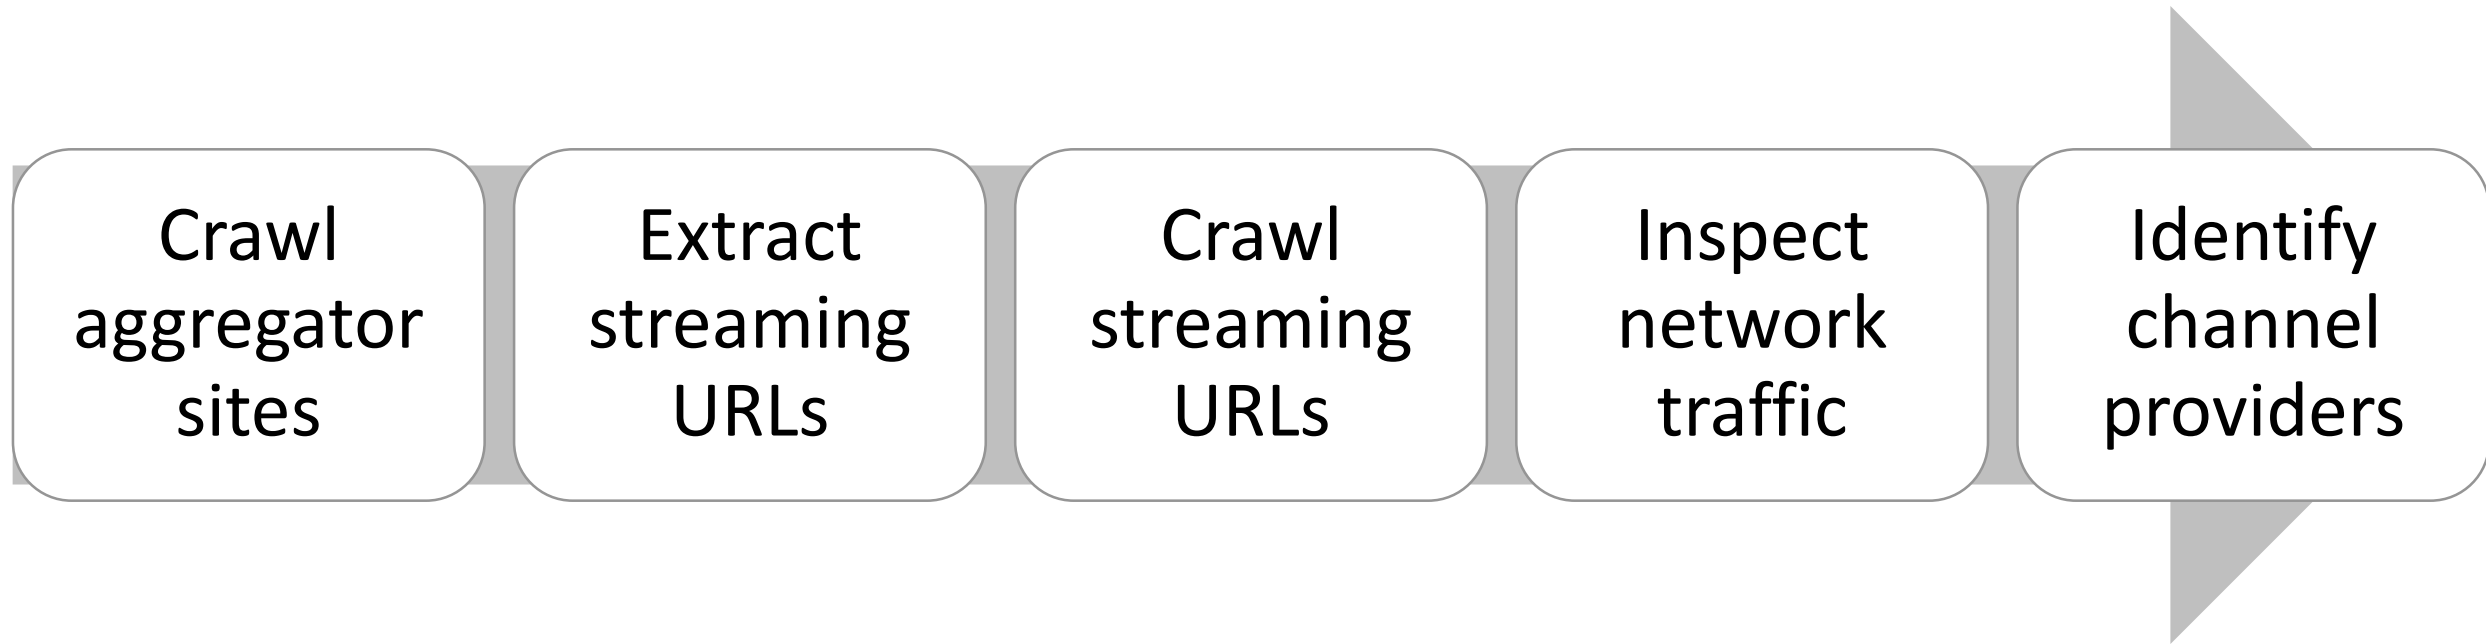 Crawl
aggregator
sites
Extract
streaming
URLs
Crawl
streaming
URLs
Inspect
network
traffic
Identify
channel
providers